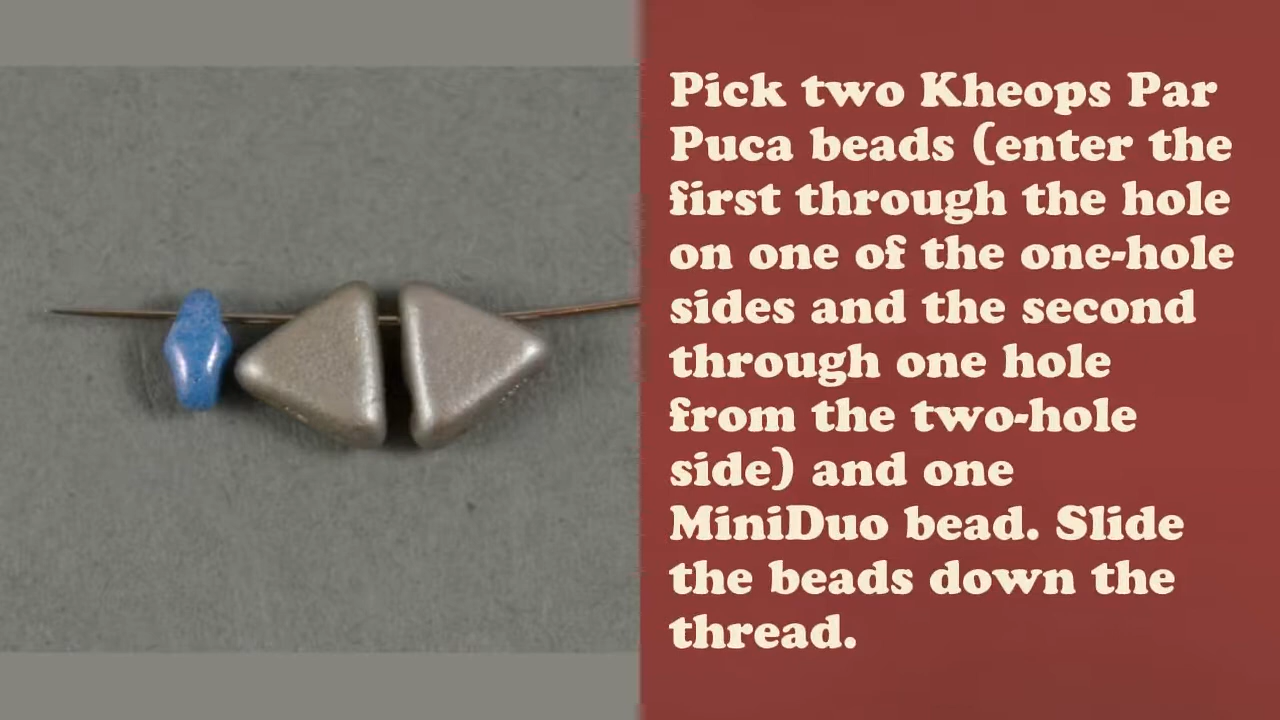 Pick two Kheops Par
Puca beads (enter the
first through the hole
on one of the one-hole
sides and the second
through one hole
from the two-hole
side) and one
MiniDuo bead. Slide
the beads down the
thread.